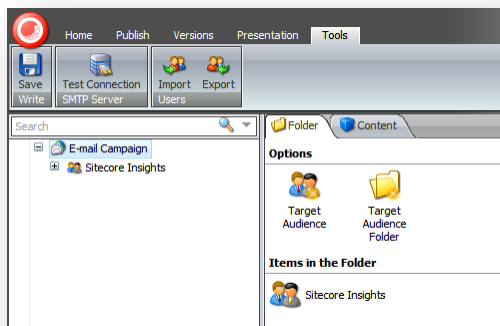 Home Publish Versions Presentation Tools
Save Test Connection Import Export
Write SMTP Server Users
Search
E-mail Campaign
Sitecore Insights
Folder Content
Options
Target Audience
Target Audience Folder
Items in the Folder
Sitecore Insights